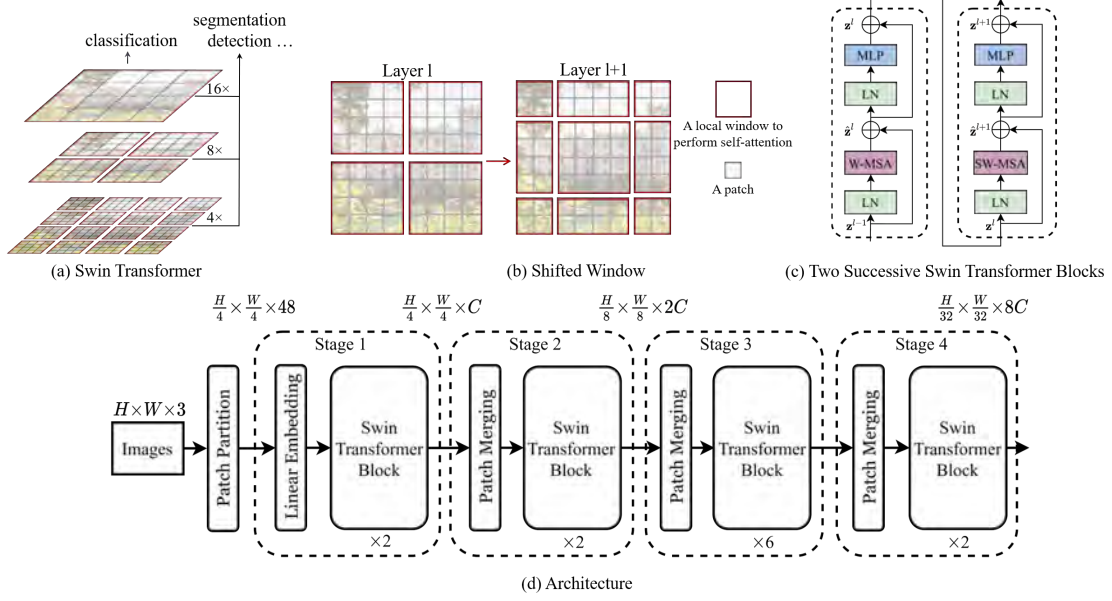 segmentation
classification
detection ...
16×
8×
4×
(a) Swin Transformer
Layer l
Layer l+1
A local window to
perform self-attention
A patch
(b) Shifted Window
z^l
MLP
LN
ẑ^l
W-MSA
LN
z^{l-1}
z^{l+1}
MLP
LN
ẑ^{l+1}
SW-MSA
LN
z^l
(c) Two Successive Swin Transformer Blocks
H/4 × W/4 × 48
H/4 × W/4 × C
H/8 × W/8 × 2C
H/32 × W/32 × 8C
Stage 1
Stage 2
Stage 3
Stage 4
H×W×3
Images
Patch Partition
Linear Embedding
Swin
Transformer
Block
×2
Patch Merging
Swin
Transformer
Block
×2
Patch Merging
Swin
Transformer
Block
×6
Patch Merging
Swin
Transformer
Block
×2
(d) Architecture